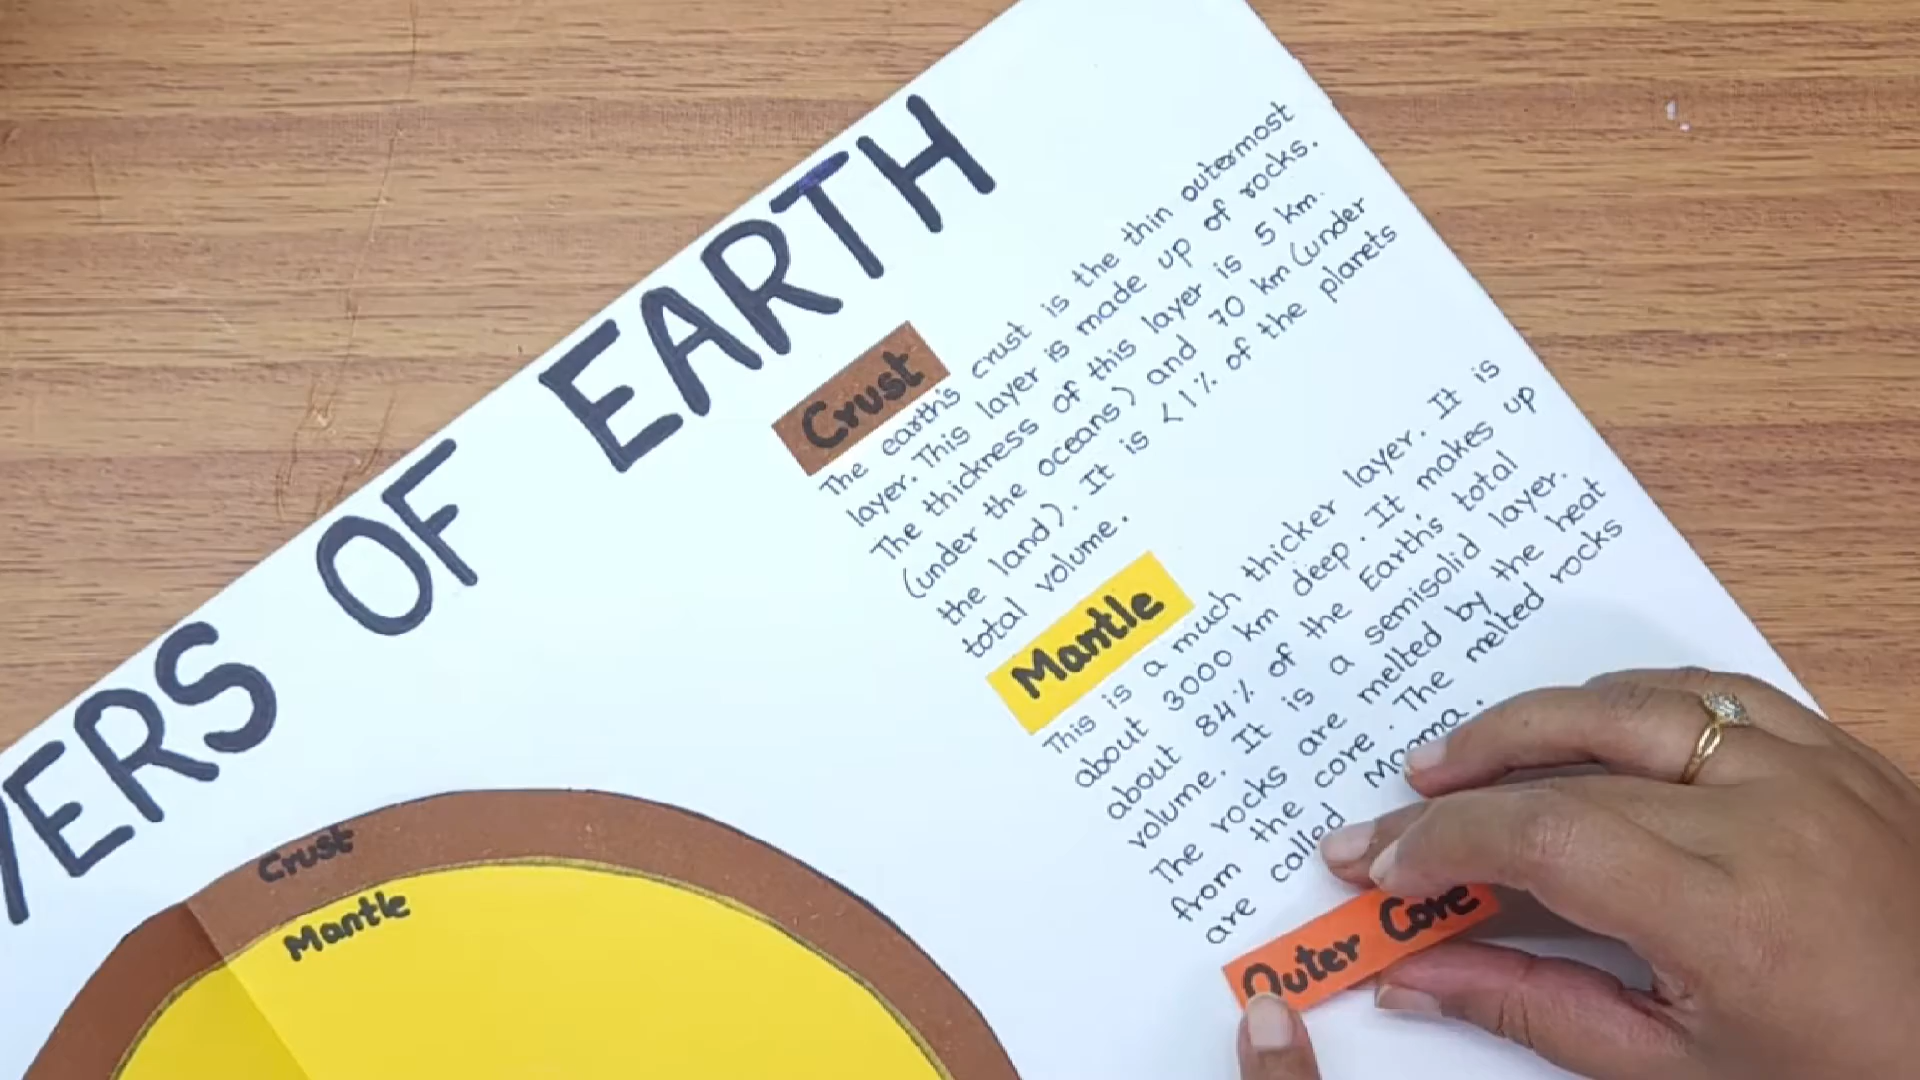 YERS OF EARTH
Crust
The earth's crust is the thin outermost
layer. This layer is made up of rocks.
The thickness of this layer is 5 km.
(under the oceans) and 70 km (under
the land). It is <1% of the planets
total volume.
Mantle
This is a much thicker layer. It is
about 3000 km deep. It makes up
about 84% of the Earth's total
volume. It is a semisolid layer.
The rocks are melted by the heat
from the core. The melted rocks
are called Magma.
Outer Core
Crust
Mantle